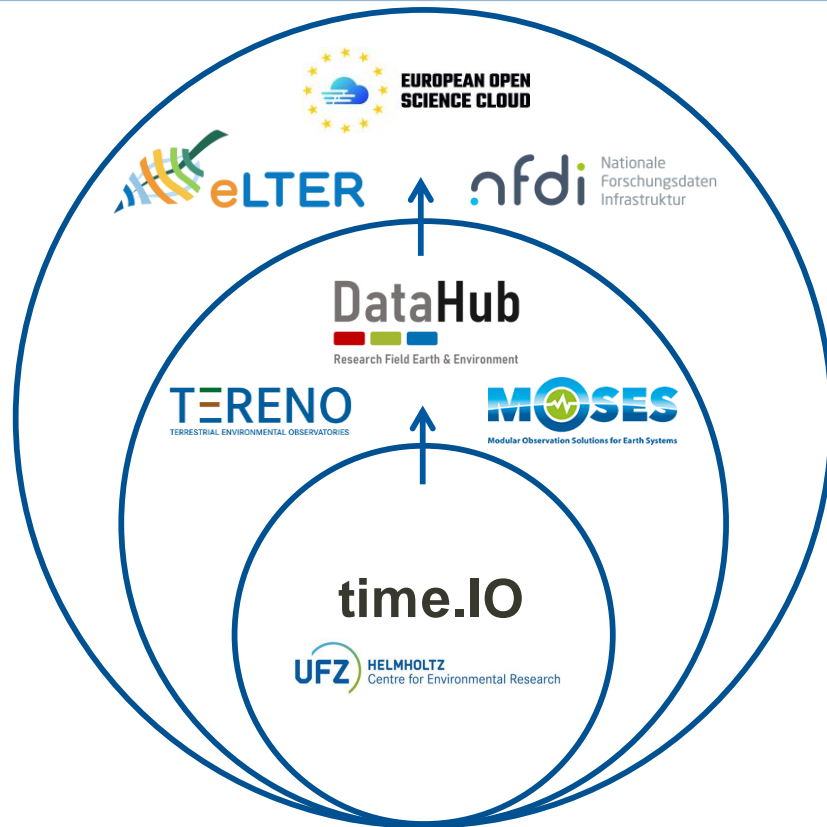 EUROPEAN OPEN
SCIENCE CLOUD
eLTER
nfdi
Nationale
Forschungsdaten
Infrastruktur
DataHub
Research Field Earth & Environment
TERENO
TERRESTRIAL ENVIRONMENTAL OBSERVATORIES
MOSES
Modular Observation Solutions for Earth Systems
time.IO
UFZ
HELMHOLTZ
Centre for Environmental Research